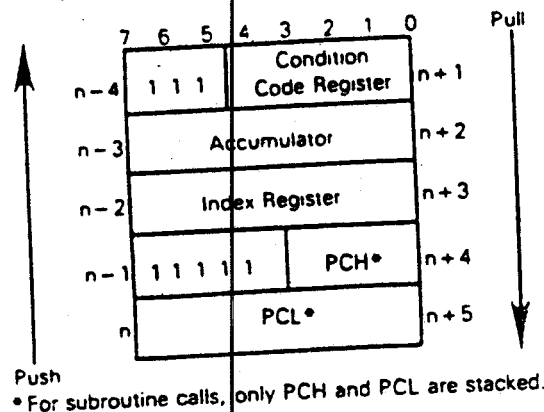 Pull
7 6 5 4 3 2 1 0
n-4 1 1 1 Condition Code Register n+1
n-3 Accumulator n+2
n-2 Index Register n+3
n-1 1 1 1 1 1 PCH* n+4
n PCL* n+5
Push
* For subroutine calls, only PCH and PCL are stacked.